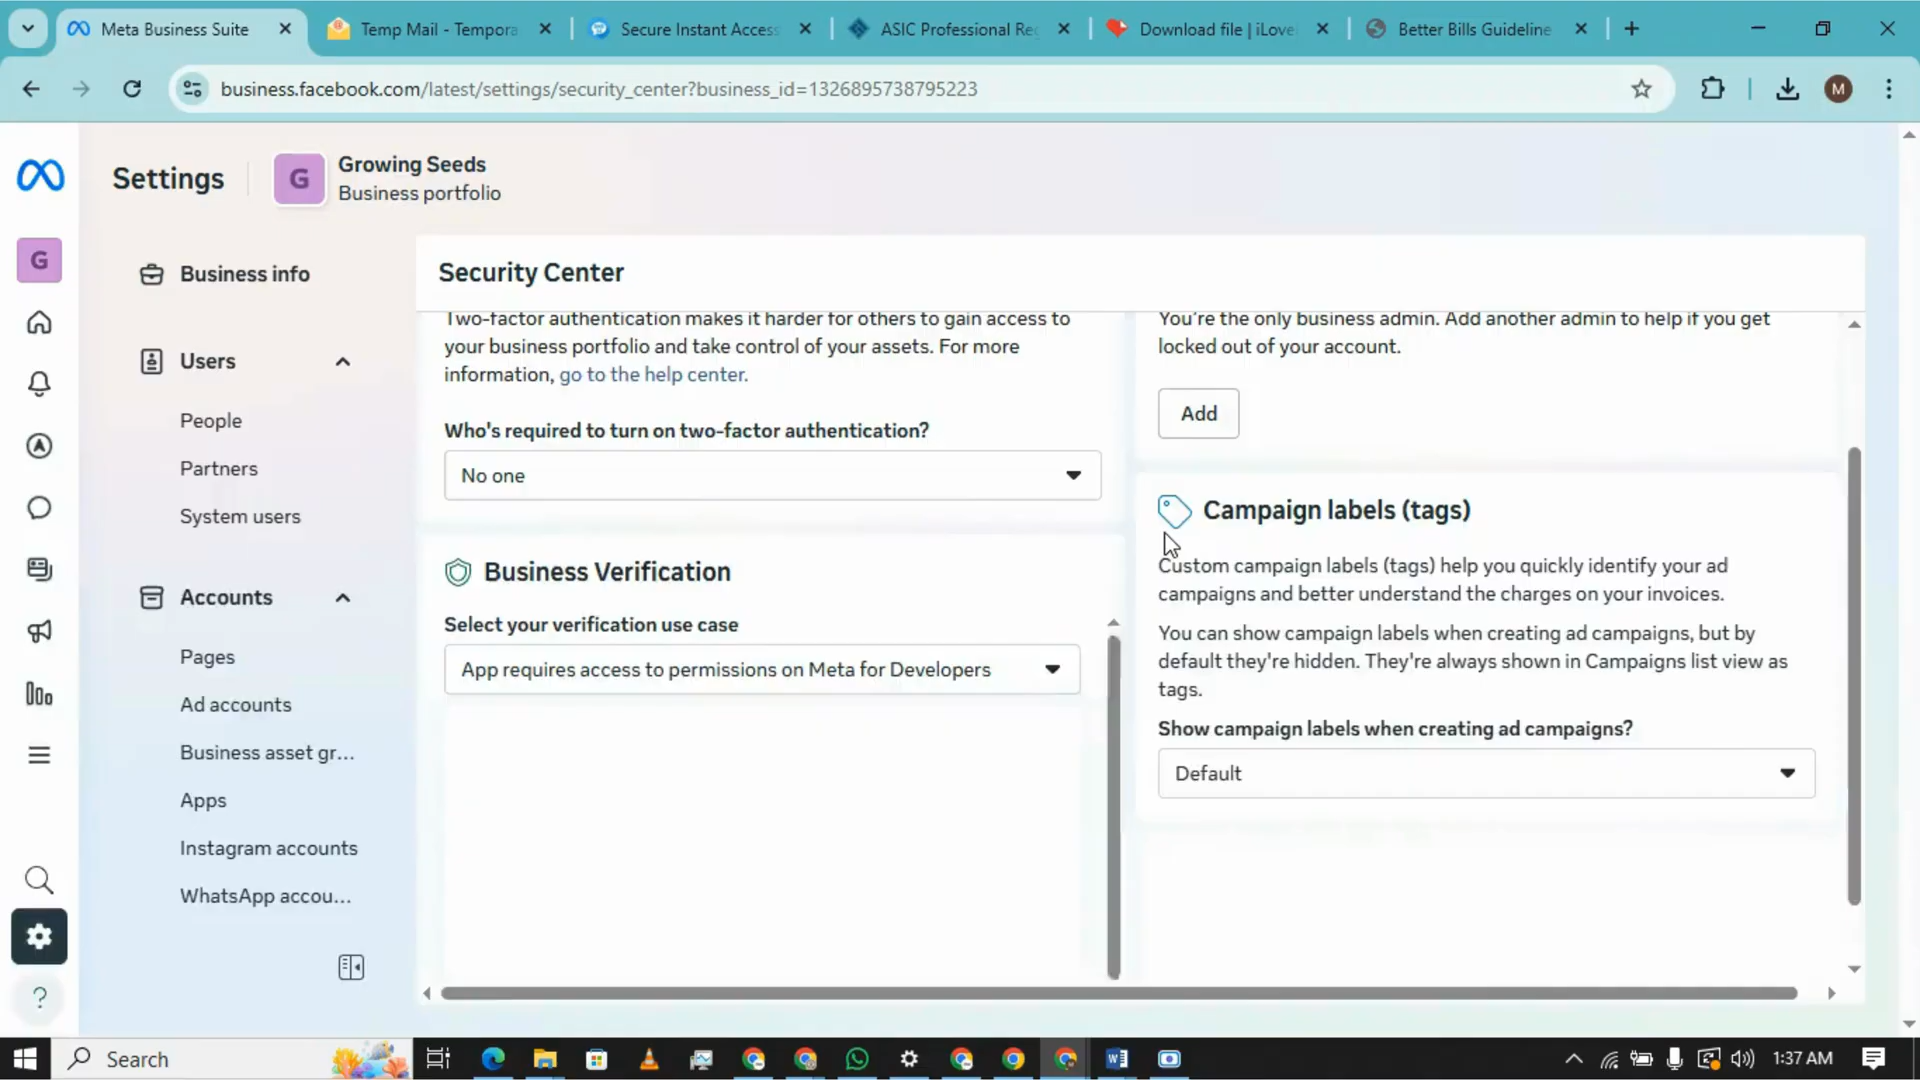 Meta Business Suite
Temp Mail - Tempora
Secure Instant Access
ASIC Professional Re
Download file | iLove
Better Bills Guideline
business.facebook.com/latest/settings/security_center?business_id=1326895738795223
M
Settings
G
Growing Seeds
Business portfolio
G
Business info
Users
People
Partners
System users
Accounts
Pages
Ad accounts
Business asset gr...
Apps
Instagram accounts
WhatsApp accou...
Security Center
Two-factor authentication makes it harder for others to gain access to
your business portfolio and take control of your assets. For more
information, go to the help center.
Who's required to turn on two-factor authentication?
No one
Business Verification
Select your verification use case
App requires access to permissions on Meta for Developers
You're the only business admin. Add another admin to help if you get
locked out of your account.
Add
Campaign labels (tags)
Custom campaign labels (tags) help you quickly identify your ad
campaigns and better understand the charges on your invoices.
You can show campaign labels when creating ad campaigns, but by
default they're hidden. They're always shown in Campaigns list view as
tags.
Show campaign labels when creating ad campaigns?
Default
?
Search
1:37 AM